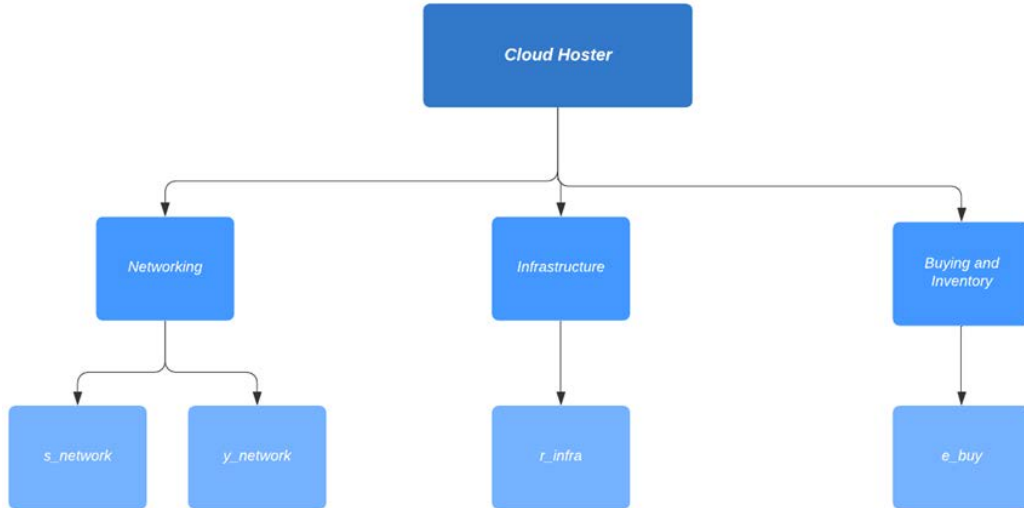 Cloud Hoster
Networking
Infrastructure
Buying and
Inventory
s_network
y_network
r_infra
e_buy